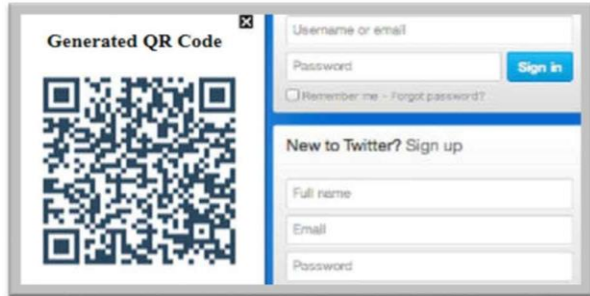 Generated QR Code
Username or email
Password
Sign in
Remember me - Forgot password?
New to Twitter? Sign up
Full name
Email
Password